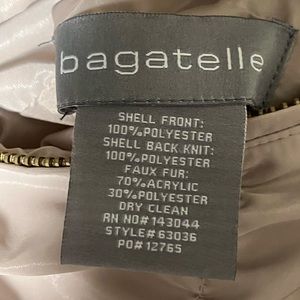 bagatelle
SHELL FRONT:
100%POLYESTER
SHELL BACK KNIT:
100%POLYESTER
FAUX FUR:
70%ACRYLIC
30%POLYESTER
DRY CLEAN
RN NO#143044
STYLE#63036
PO#12765